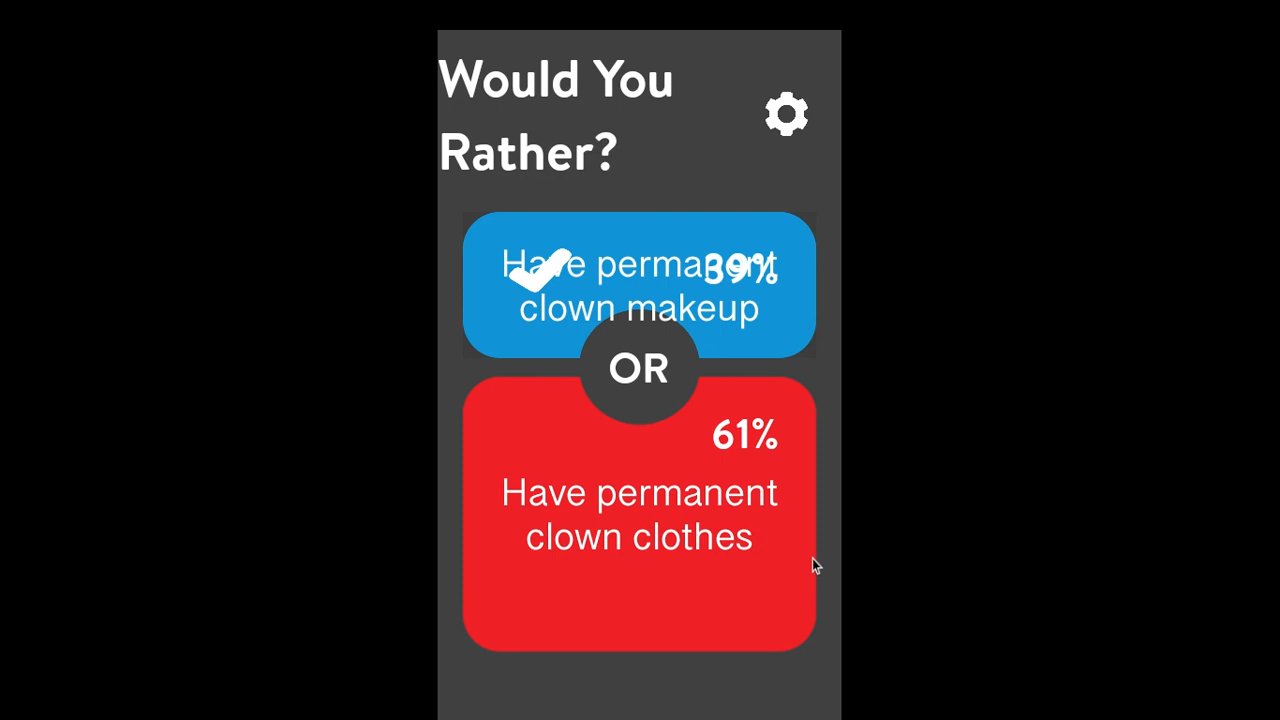 Would You
Rather?
Have permanent
39%
clown makeup
OR
61%
Have permanent
clown clothes